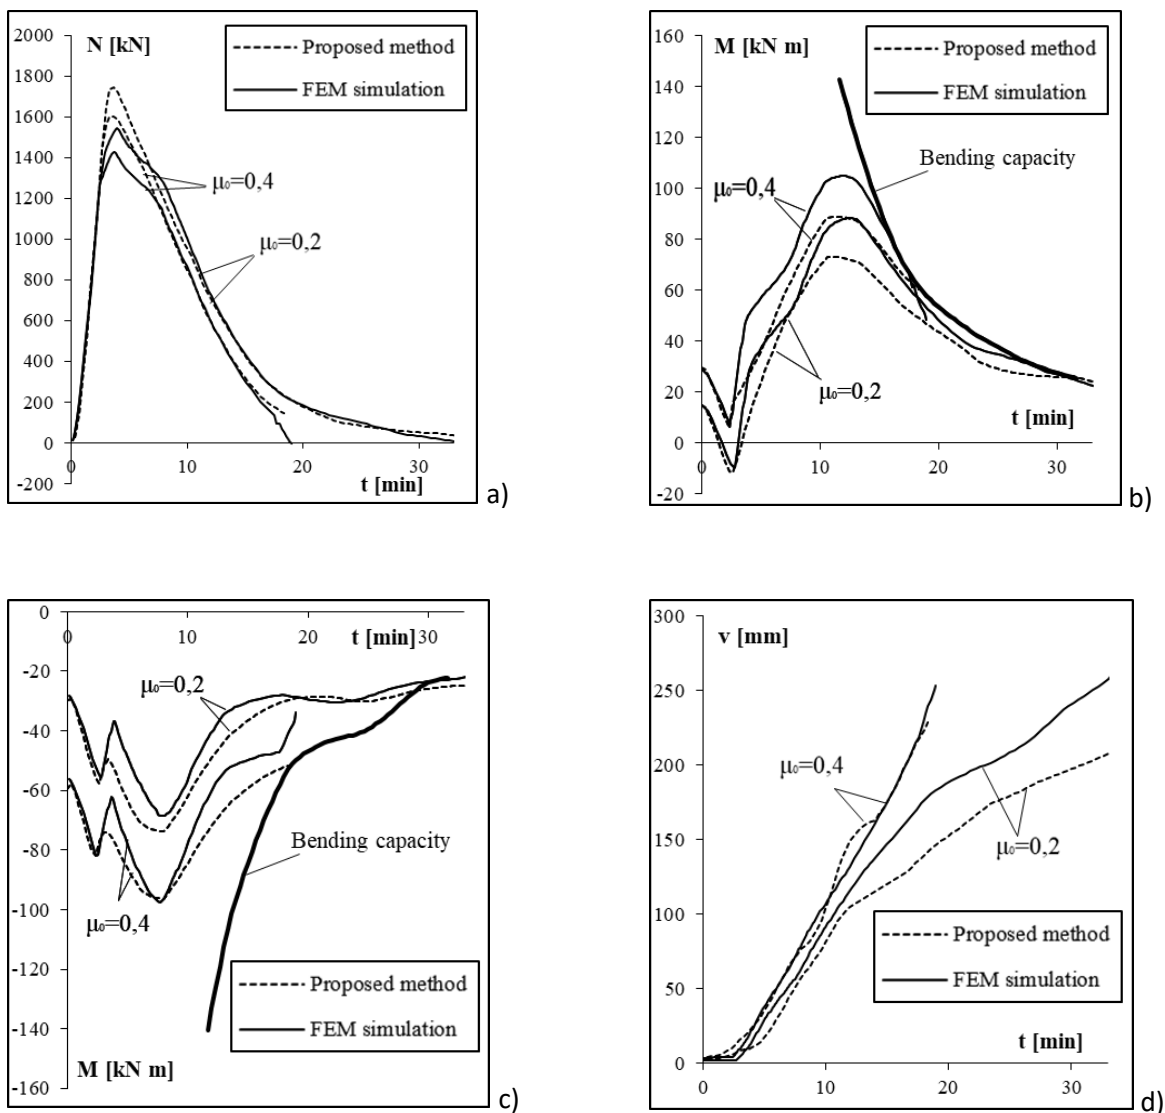 N [kN]
Proposed method
FEM simulation
2000
1800
1600
1400
1200
1000
800
600
400
200
0
-200
μ₀=0,4
μ₀=0,2
0
10
20
30
t [min]
a)
M [kN m]
Proposed method
FEM simulation
160
140
120
100
80
60
40
20
0
-20
Bending capacity
μ₀=0,4
μ₀=0,2
t [min]
0
10
20
30
b)
0
-20
-40
-60
-80
-100
-120
-140
-160
0
10
20
t [min]
30
μ₀=0,2
Bending capacity
μ₀=0,4
Proposed method
FEM simulation
M [kN m]
c)
300
250
200
150
100
50
0
v [mm]
μ₀=0,4
μ₀=0,2
Proposed method
FEM simulation
t [min]
0
10
20
30
d)